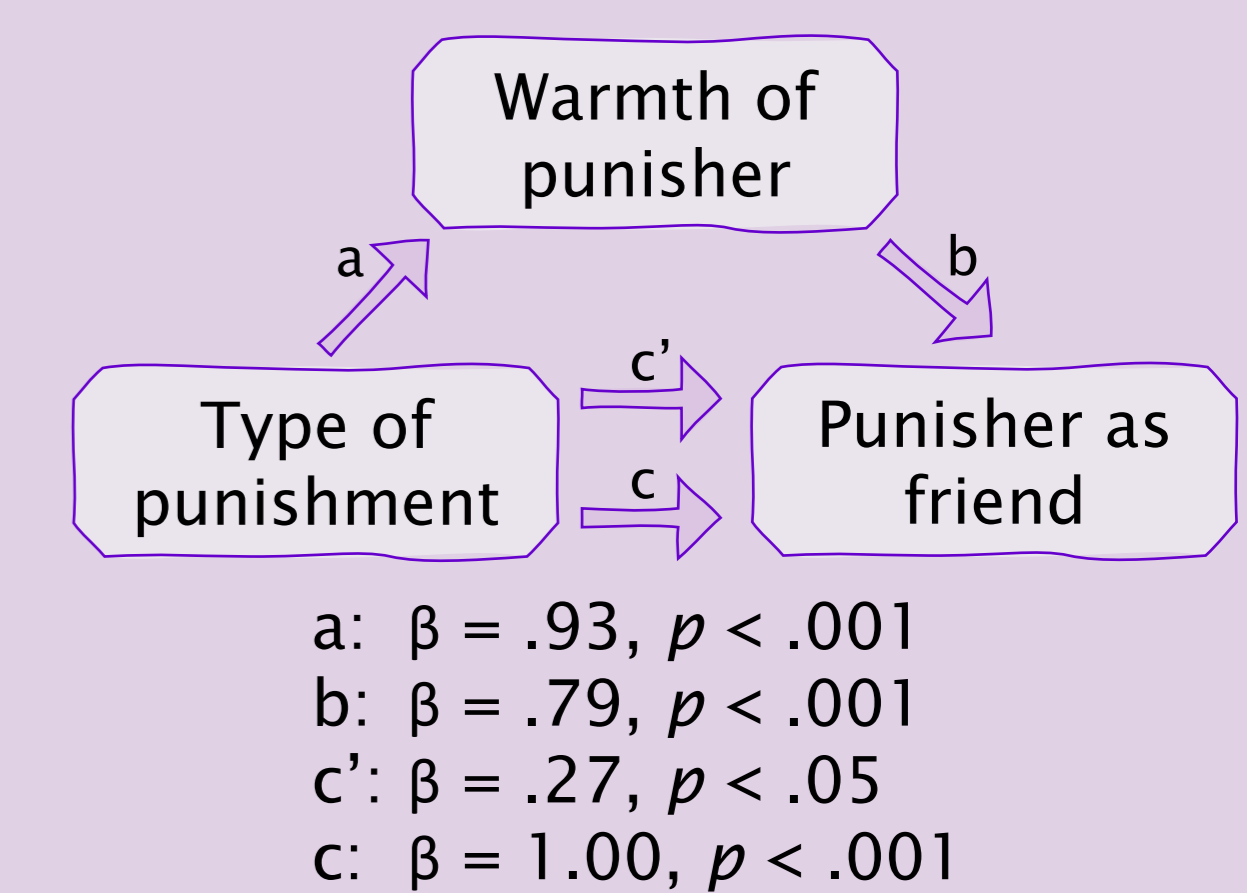 Warmth of
punisher
a
b
c’
Type of
punishment
c
Punisher as
friend
a: β = .93, p < .001
b: β = .79, p < .001
c’: β = .27, p < .05
c: β = 1.00, p < .001